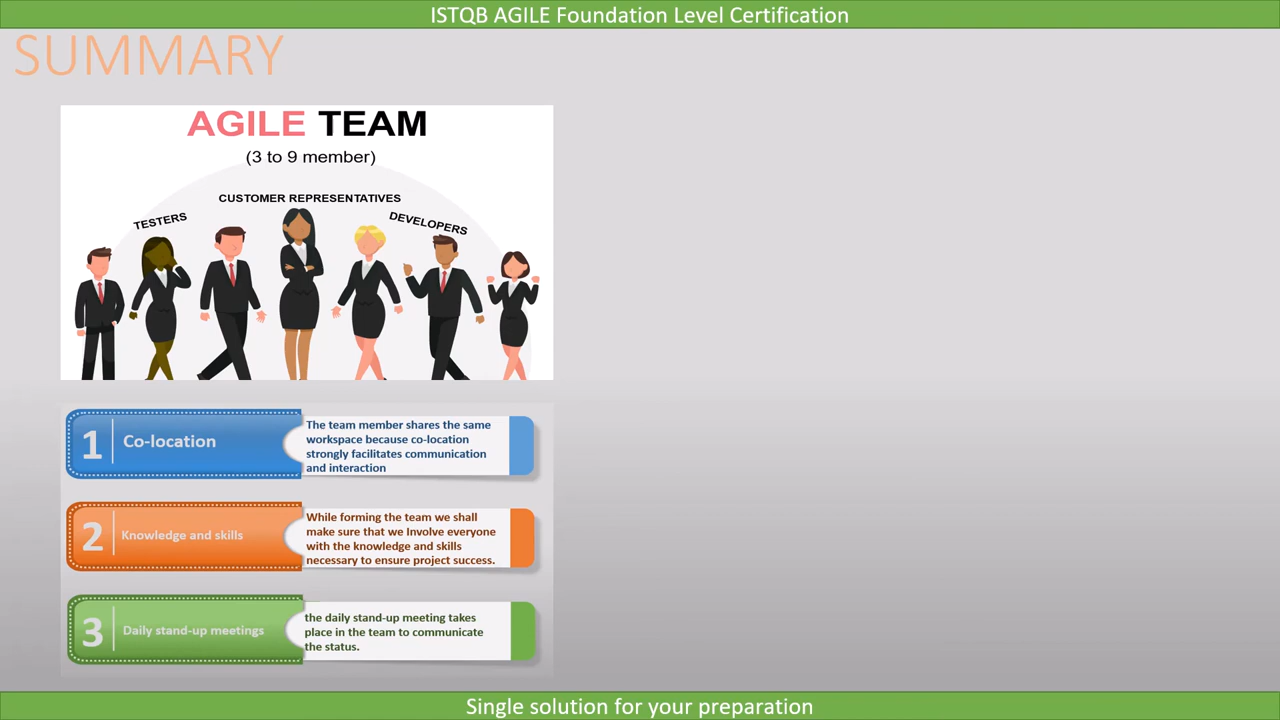 ISTQB AGILE Foundation Level Certification
SUMMARY
AGILE TEAM
(3 to 9 member)
CUSTOMER REPRESENTATIVES
TESTERS
DEVELOPERS
1
Co-location
The team member shares the same
workspace because co-location
strongly facilitates communication
and interaction
2
Knowledge and skills
While forming the team we shall
make sure that we Involve everyone
with the knowledge and skills
necessary to ensure project success.
3
Daily stand-up meetings
the daily stand-up meeting takes
place in the team to communicate
the status.
Single solution for your preparation